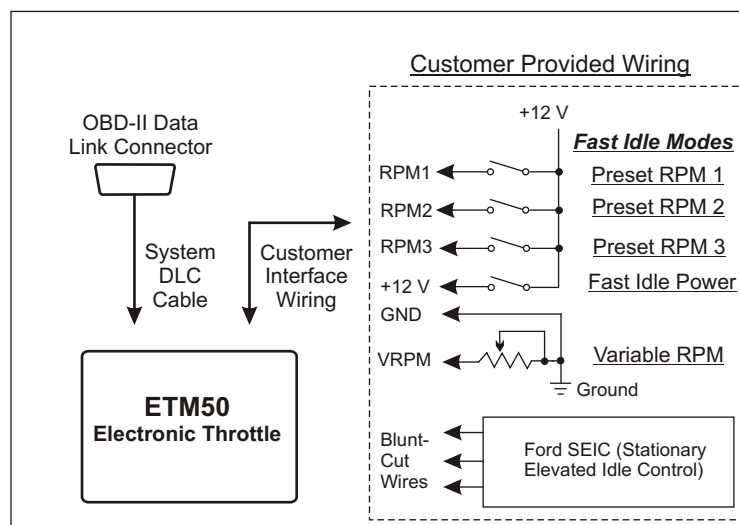 Customer Provided Wiring
OBD-II Data
Link Connector
System
DLC
Cable
Customer
Interface
Wiring
ETM50
Electronic Throttle
+12 V
Fast Idle Modes
RPM1
Preset RPM 1
RPM2
Preset RPM 2
RPM3
Preset RPM 3
+12 V
Fast Idle Power
GND
VRPM
Variable RPM
Ground
Blunt-
Cut
Wires
Ford SEIC (Stationary
Elevated Idle Control)